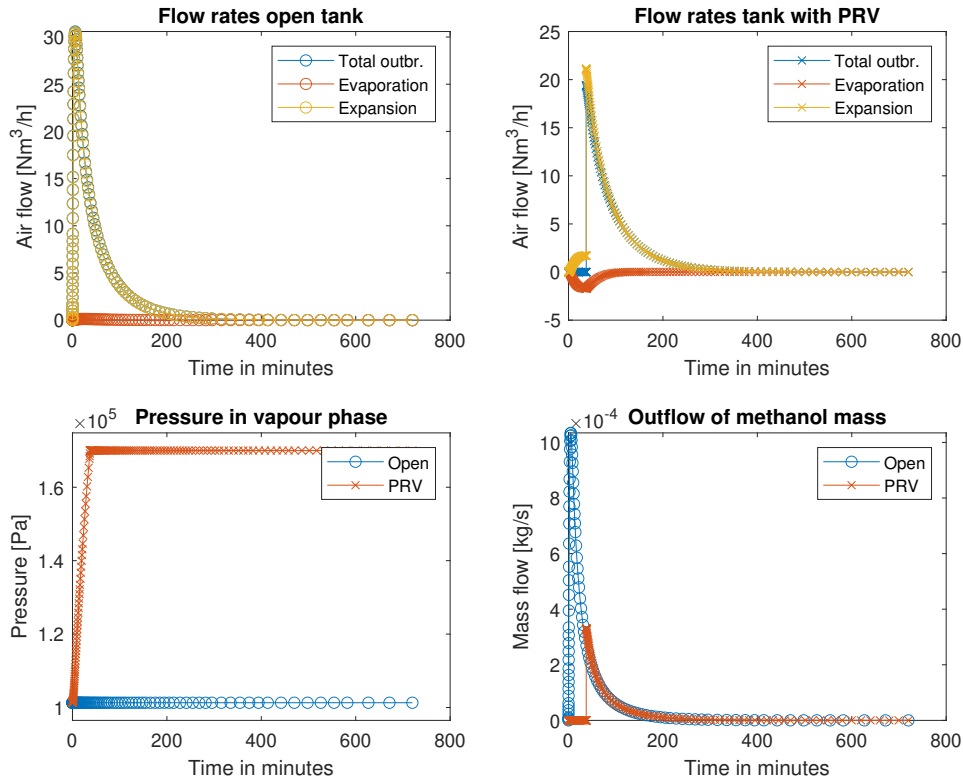 Flow rates open tank
30
25
20
15
10
5
0
0
200
400
600
800
Air flow [Nm³/h]
Time in minutes
Total outbr.
Evaporation
Expansion
Flow rates tank with PRV
25
20
15
10
5
0
-5
0
200
400
600
800
Air flow [Nm³/h]
Time in minutes
Total outbr.
Evaporation
Expansion
×10⁵
Pressure in vapour phase
1.6
1.4
1.2
1
0
200
400
600
800
Pressure [Pa]
Time in minutes
Open
PRV
×10⁻⁴
Outflow of methanol mass
10
8
6
4
2
0
0
200
400
600
800
Mass flow [kg/s]
Time in minutes
Open
PRV